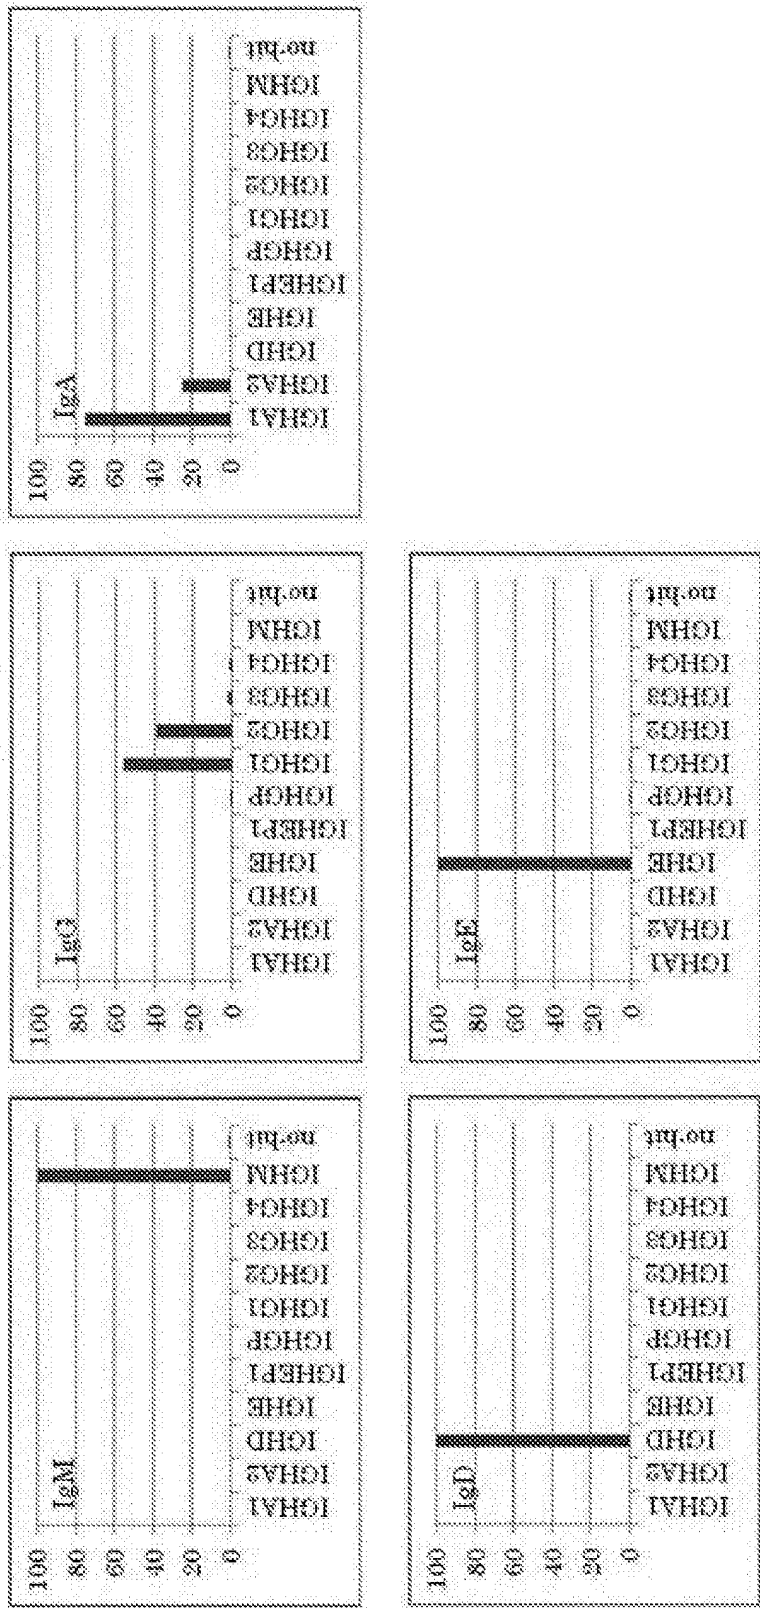 IgM
100
80
60
40
20
0
IGHA1
IGHA2
IGHD
IGHE
IGHEP1
IGHGP
IGHG1
IGHG2
IGHG3
IGHG4
IGHM
no-hit
IgG
100
80
60
40
20
0
IGHA1
IGHA2
IGHD
IGHE
IGHEP1
IGHGP
IGHG1
IGHG2
IGHG3
IGHG4
IGHM
no-hit
IgA
100
80
60
40
20
0
IGHA1
IGHA2
IGHD
IGHE
IGHEP1
IGHGP
IGHG1
IGHG2
IGHG3
IGHG4
IGHM
no-hit
IgD
100
80
60
40
20
0
IGHA1
IGHA2
IGHD
IGHE
IGHEP1
IGHGP
IGHG1
IGHG2
IGHG3
IGHG4
IGHM
no-hit
IgE
100
80
60
40
20
0
IGHA1
IGHA2
IGHD
IGHE
IGHEP1
IGHGP
IGHG1
IGHG2
IGHG3
IGHG4
IGHM
no-hit